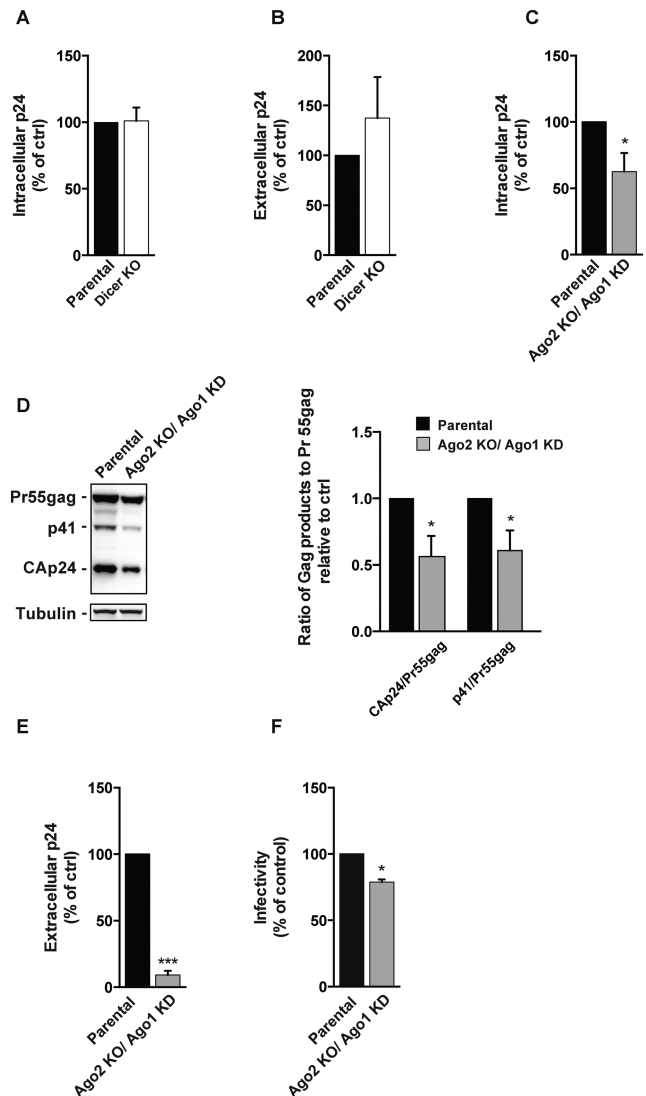 A
Intracellular p24
(% of ctrl)
150
100
50
0
Parental
Dicer KO
B
Extracellular p24
(% of ctrl)
200
150
100
50
0
Parental
Dicer KO
C
Intracellular p24
(% of ctrl)
150
100
50
0
*
Parental
Ago2 KO/ Ago1 KD
D
Parental
Ago2 KO/ Ago1 KD
Pr55gag -
p41 -
CAp24 -
Tubulin -
Ratio of Gag products to Pr 55gag
relative to ctrl
1.5
1.0
0.5
0.0
Parental
Ago2 KO/ Ago1 KD
*
*
CAp24/Pr55gag
p41/Pr55gag
E
Extracellular p24
(% of ctrl)
150
100
50
0
***
Parental
Ago2 KO/ Ago1 KD
F
Infectivity
(% of control)
150
100
50
0
*
Parental
Ago2 KO/ Ago1 KD